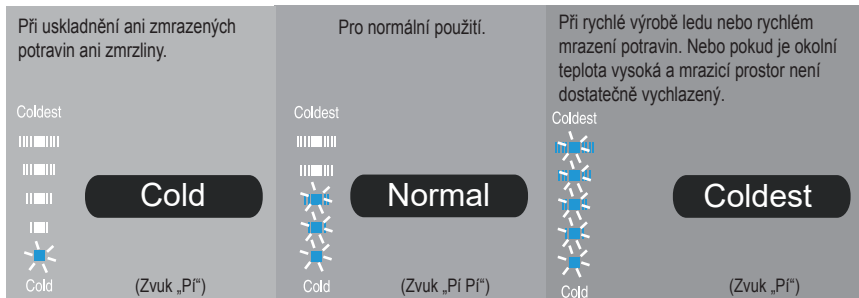 Při uskladnění ani zmrazených
potravin ani zmrzliny.
Coldest
Cold
Cold
(Zvuk „Pí“)
Pro normální použití.
Coldest
Normal
Cold
(Zvuk „Pí Pí“)
Při rychlé výrobě ledu nebo rychlém
mrazení potravin. Nebo pokud je okolní
teplota vysoká a mrazicí prostor není
dostatečně vychlazený.
Coldest
Coldest
Cold
(Zvuk „Pí“)